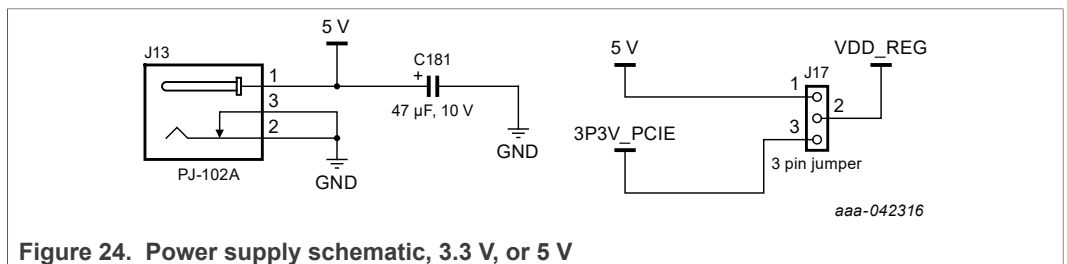 5 V
J13
1
3
2
PJ-102A
GND
C181
+
47 µF, 10 V
GND
5 V
VDD_REG
J17
1
2
3
3P3V_PCIE
3 pin jumper
aaa-042316
Figure 24. Power supply schematic, 3.3 V, or 5 V